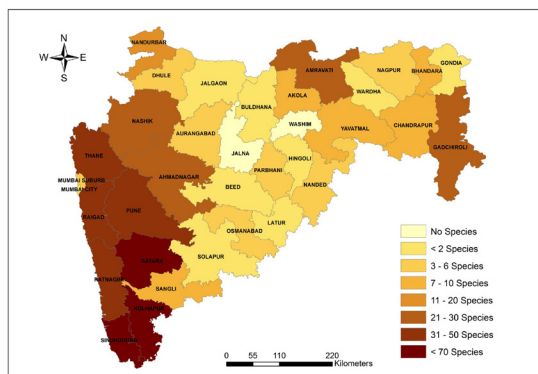 N
W E
S
NANDURBAR
DHULE
JALGAON
BULDHANA
AKOLA
AMRAVATI
WARDHA
NAGPUR
BHANDARA
GONDIA
NASHIK
AURANGABAD
JALNA
WASHIM
HINGOLI
YAVATMAL
CHANDRAPUR
GADCHIROLI
THANE
MUMBAI SUBURB
MUMBAI CITY
RAIGAD
PUNE
AHMADNAGAR
BEED
PARBHANI
NANDED
LATUR
OSMANABAD
SOLAPUR
SATARA
RATNAGIRI
SANGLI
KOLHAPUR
SINDHUDURG
No Species
< 2 Species
3 - 6 Species
7 - 10 Species
11 - 20 Species
21 - 30 Species
31 - 50 Species
< 70 Species
0 55 110 220
Kilometers